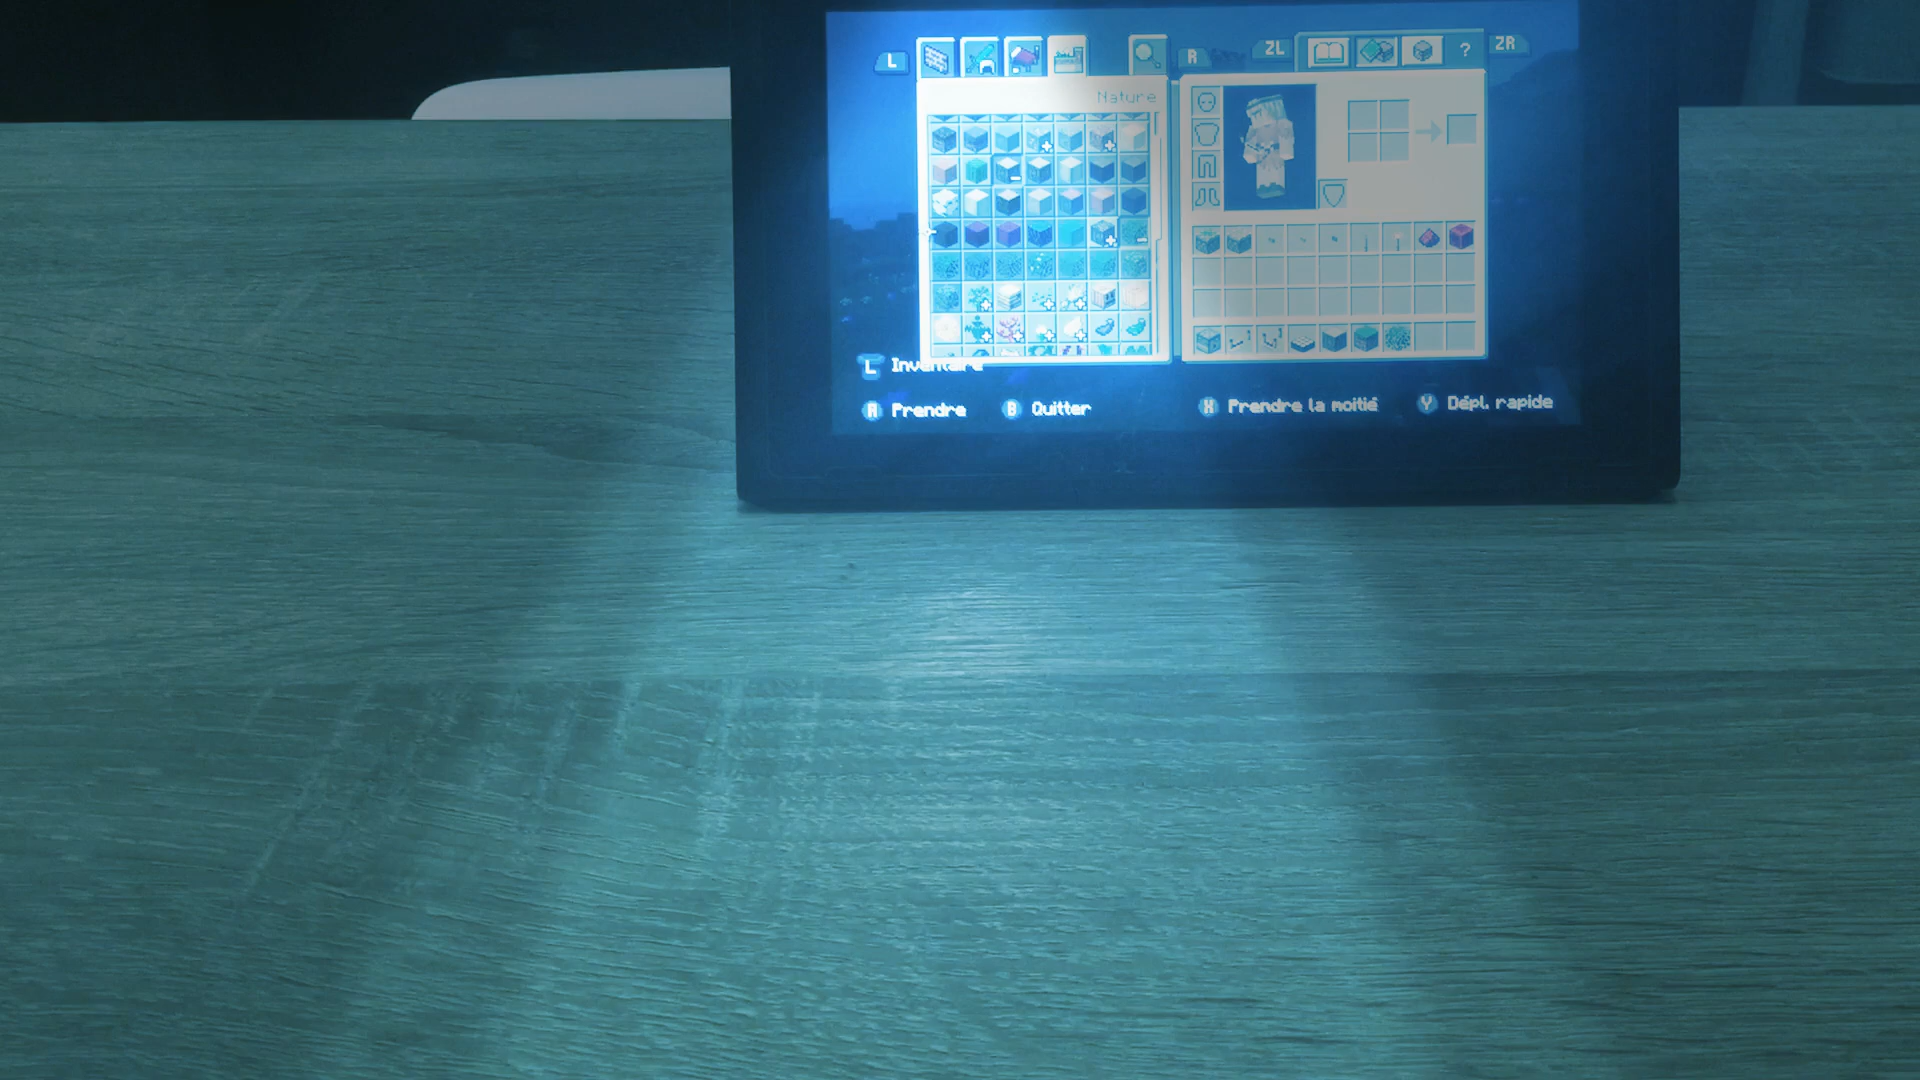 L R ZL ? ZR
Nature
L Inventaire
A Prendre B Quitter X Prendre la moitié Y Dépl. rapide